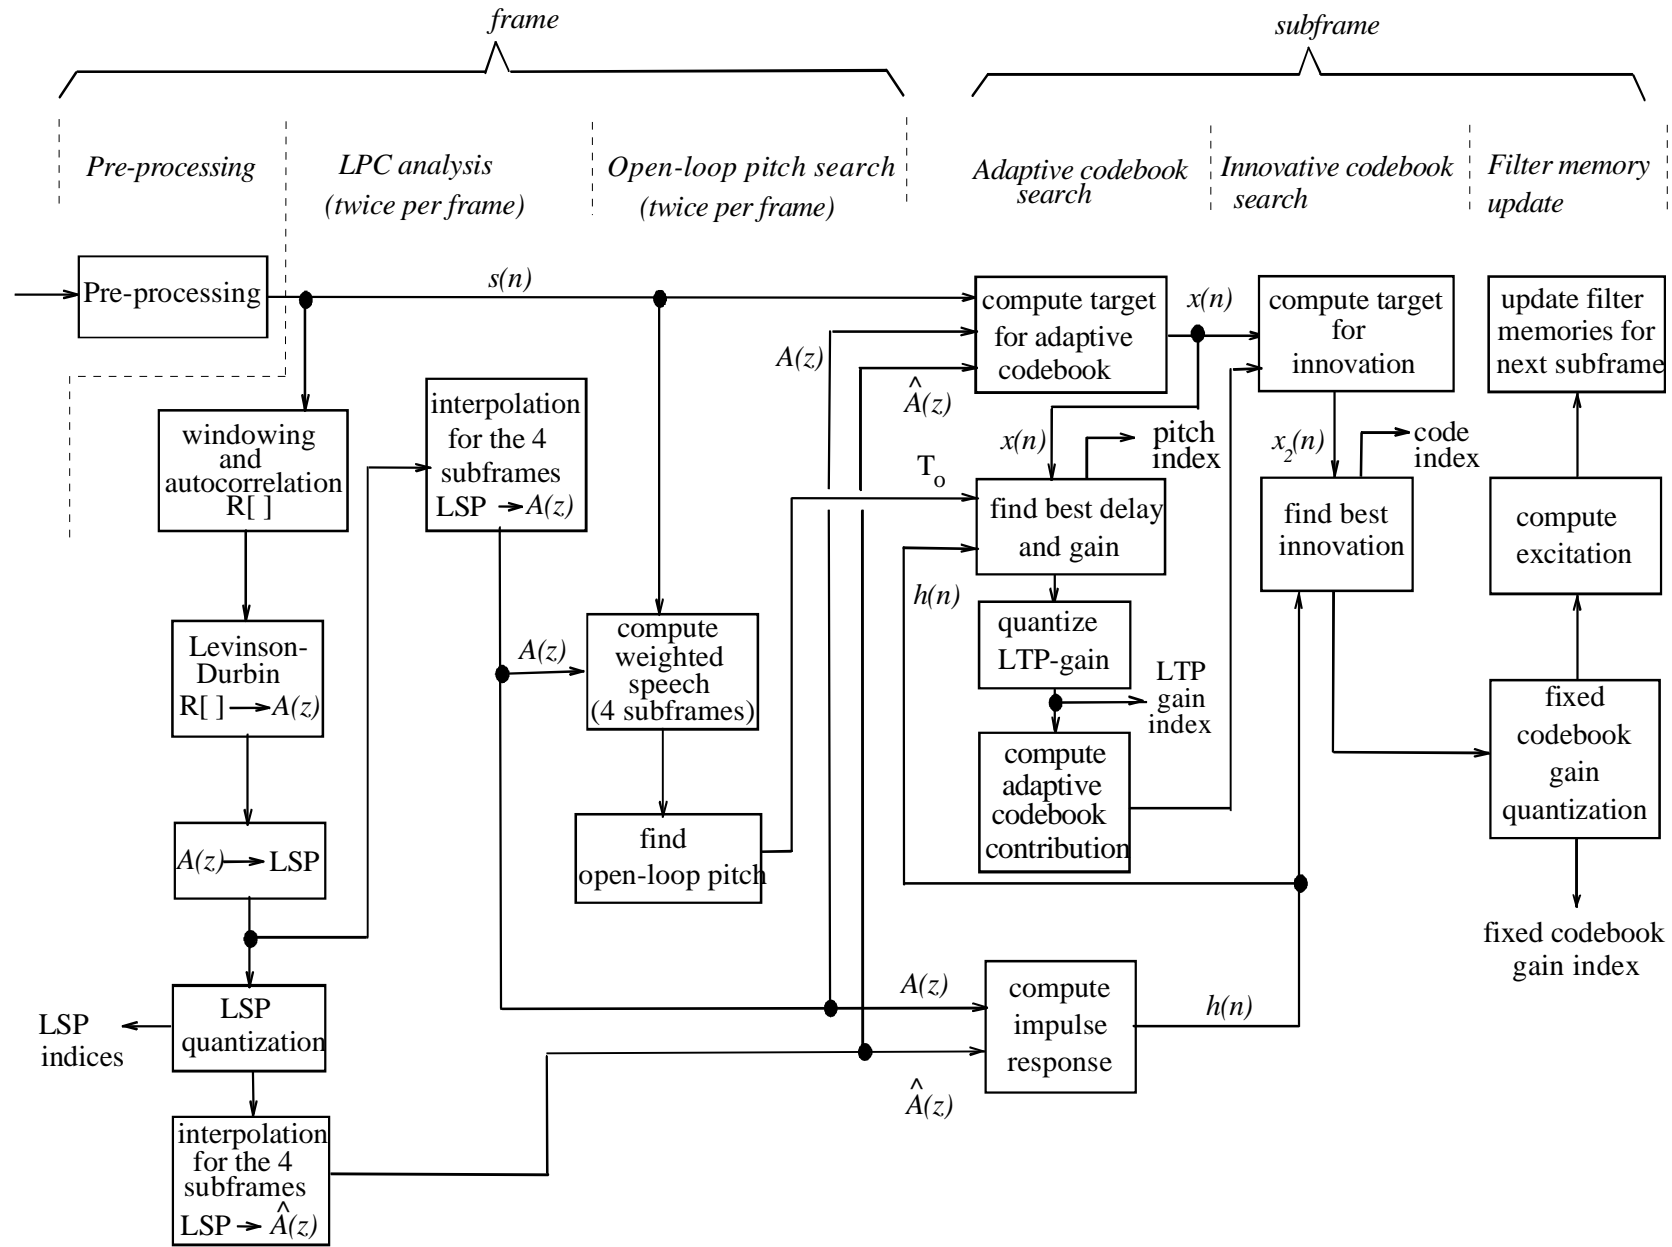 frame
subframe
Pre-processing
LPC analysis
(twice per frame)
Open-loop pitch search
(twice per frame)
Adaptive codebook
search
Innovative codebook
search
Filter memory
update
Pre-processing
s(n)
windowing
and
autocorrelation
R[ ]
Levinson-
Durbin
R[ ] → A(z)
A(z) → LSP
LSP
quantization
LSP
indices
interpolation
for the 4
subframes
LSP → Â(z)
interpolation
for the 4
subframes
LSP → A(z)
A(z)
compute
weighted
speech
(4 subframes)
find
open-loop pitch
T₀
A(z)
Â(z)
compute target
for adaptive
codebook
x(n)
x(n)
pitch
index
find best delay
and gain
h(n)
quantize
LTP-gain
LTP
gain
index
compute
adaptive
codebook
contribution
A(z)
Â(z)
compute
impulse
response
h(n)
compute target
for
innovation
x₂(n)
code
index
find best
innovation
update filter
memories for
next subframe
compute
excitation
fixed
codebook
gain
quantization
fixed codebook
gain index